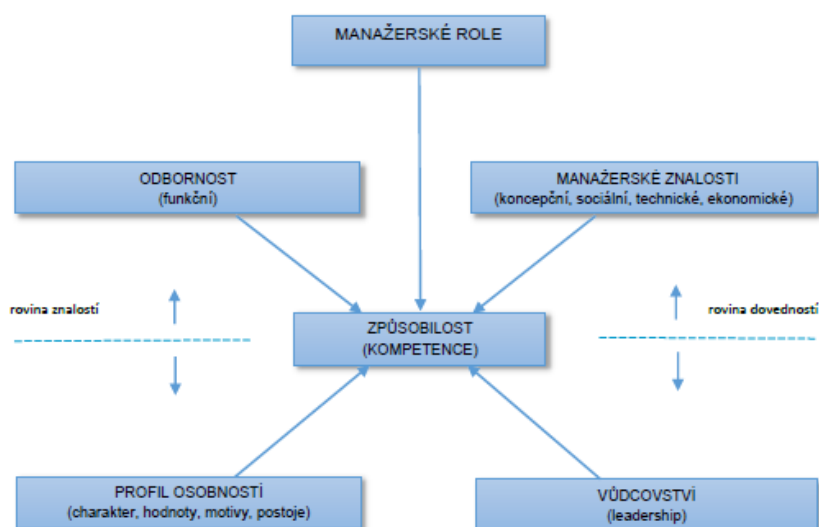 MANAŽERSKÉ ROLE
ODBORNOST
(funkční)
MANAŽERSKÉ ZNALOSTI
(koncepční, sociální, technické, ekonomické)
rovina znalostí
rovina dovedností
ZPŮSOBILOST
(KOMPETENCE)
PROFIL OSOBNOSTÍ
(charakter, hodnoty, motivy, postoje)
VŮDCOVSTVÍ
(leadership)